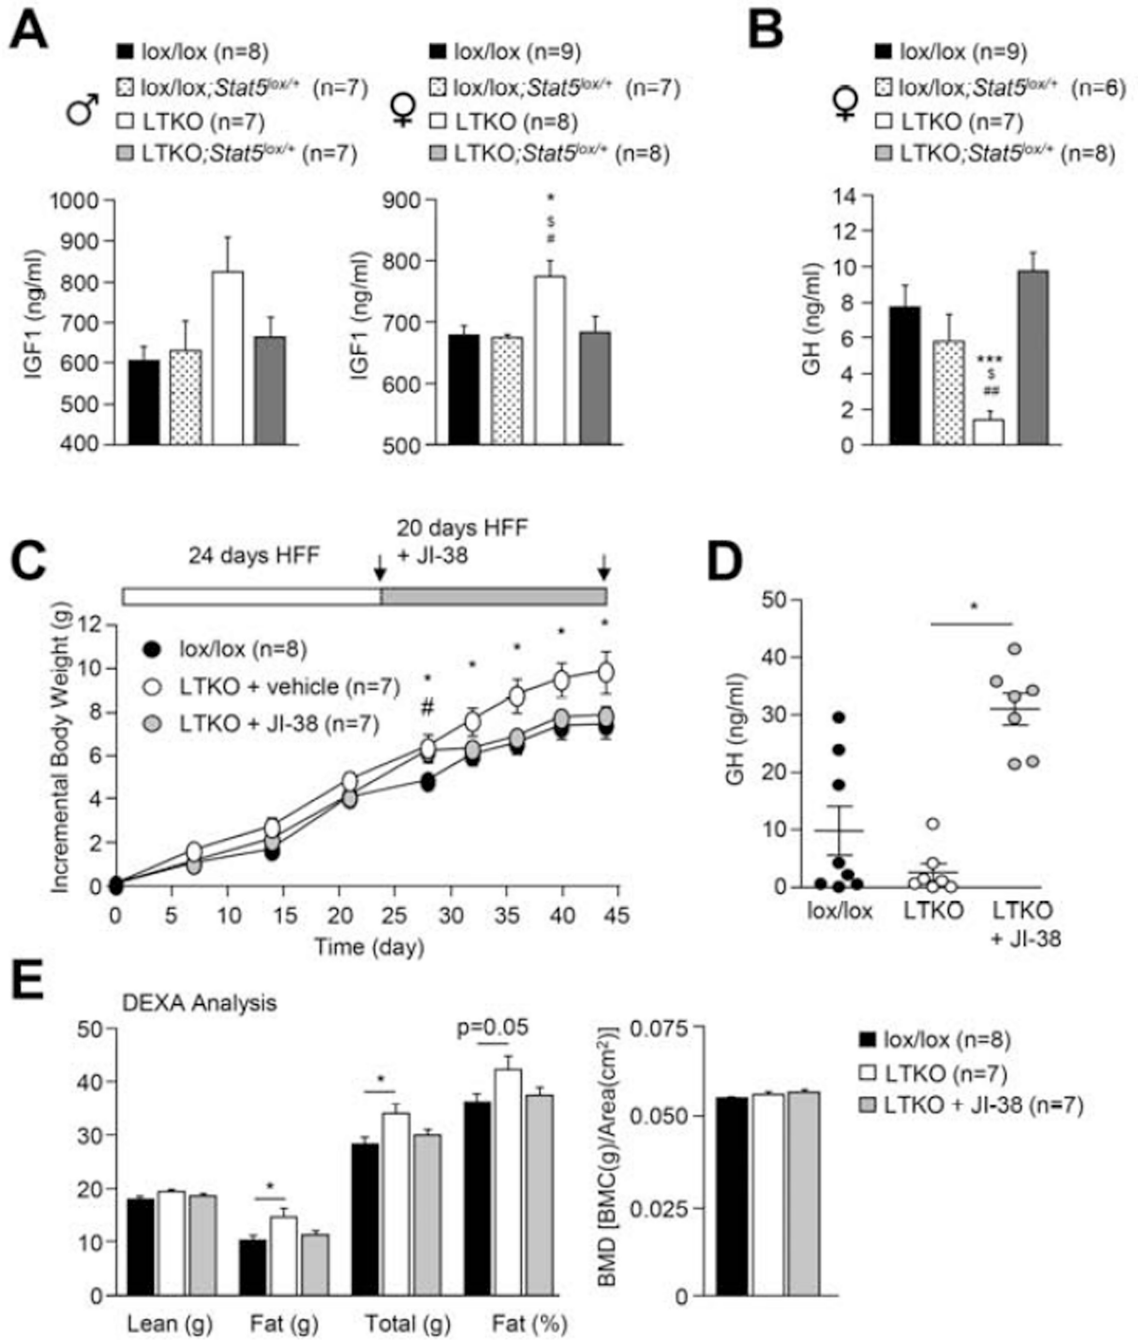 A
B
lox/lox (n=8)
lox/lox;Stat5lox/+ (n=7)
LTKO (n=7)
LTKO;Stat5lox/+ (n=7)
♂
lox/lox (n=9)
lox/lox;Stat5lox/+ (n=7)
LTKO (n=8)
LTKO;Stat5lox/+ (n=8)
♀
lox/lox (n=9)
lox/lox;Stat5lox/+ (n=6)
LTKO (n=7)
LTKO;Stat5lox/+ (n=8)
♀
IGF1 (ng/ml)
1000
900
800
700
600
500
400
IGF1 (ng/ml)
900
800
700
600
500
*
$
#
GH (ng/ml)
14
12
10
8
6
4
2
0
***
$
##
C
24 days HFF
20 days HFF
+ JI-38
Incremental Body Weight (g)
12
10
8
6
4
2
0
lox/lox (n=8)
LTKO + vehicle (n=7)
LTKO + JI-38 (n=7)
*
#
*
*
*
*
0 5 10 15 20 25 30 35 40 45
Time (day)
D
GH (ng/ml)
50
40
30
20
10
0
*
lox/lox LTKO LTKO
+ JI-38
E
DEXA Analysis
50
40
30
20
10
0
*
*
p=0.05
Lean (g) Fat (g) Total (g) Fat (%)
BMD [BMC(g)/Area(cm2)]
0.075
0.050
0.025
0
lox/lox (n=8)
LTKO (n=7)
LTKO + JI-38 (n=7)